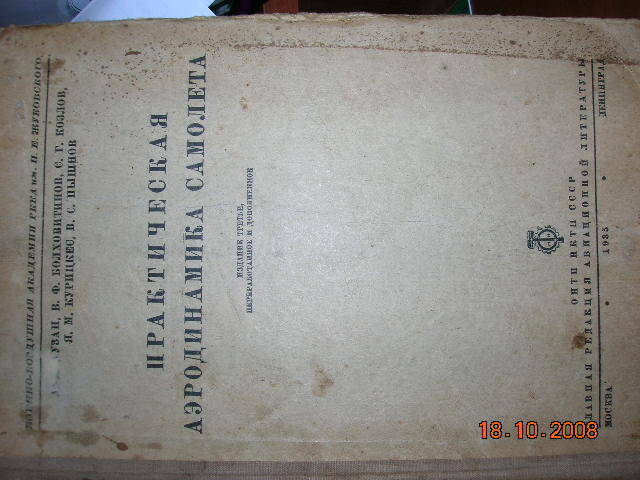 ВОЕННО-ВОЗДУШНАЯ АКАДЕМИЯ РККА им. Н. Е. ЖУКОВСКОГО
В. Ф. БОЛХОВИТИНОВ, С. Г. КОЗЛОВ,
Я. М. КУРИЦКЕС, В. С. ПЫШНОВ
ПРАКТИЧЕСКАЯ
АЭРОДИНАМИКА САМОЛЕТА
ИЗДАНИЕ ТРЕТЬЕ,
ПЕРЕРАБОТАННОЕ И ДОПОЛНЕННОЕ
ОНТИ НКТП СССР
ГЛАВНАЯ РЕДАКЦИЯ АВИАЦИОННОЙ ЛИТЕРАТУРЫ
МОСКВА • 1935 • ЛЕНИНГРАД
18.10.2008